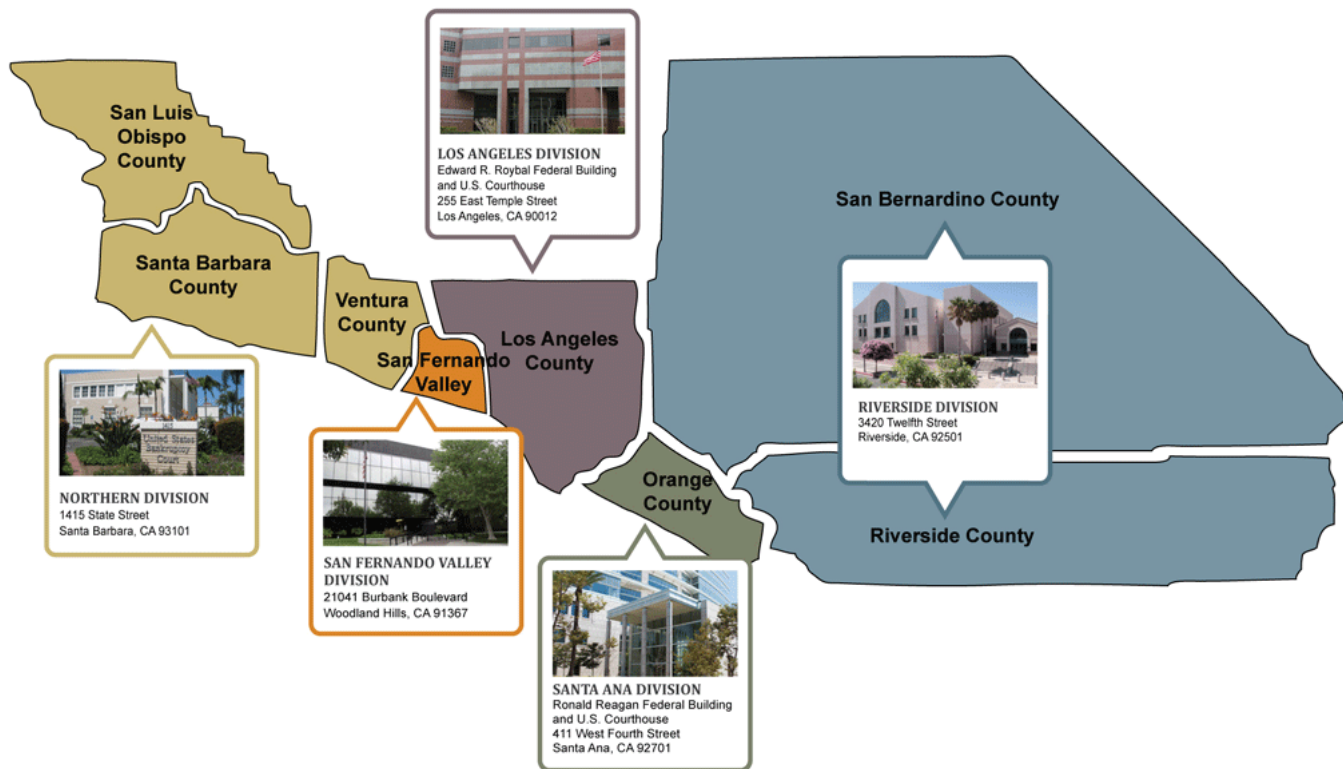 San Luis
Obispo
County
Santa Barbara
County
Ventura
County
San Fernando
Valley
Los Angeles
County
San Bernardino County
Orange
County
Riverside County
LOS ANGELES DIVISION
Edward R. Roybal Federal Building
and U.S. Courthouse
255 East Temple Street
Los Angeles, CA 90012
1415
United States
Bankruptcy
Court
NORTHERN DIVISION
1415 State Street
Santa Barbara, CA 93101
SAN FERNANDO VALLEY
DIVISION
21041 Burbank Boulevard
Woodland Hills, CA 91367
RIVERSIDE DIVISION
3420 Twelfth Street
Riverside, CA 92501
SANTA ANA DIVISION
Ronald Reagan Federal Building
and U.S. Courthouse
411 West Fourth Street
Santa Ana, CA 92701